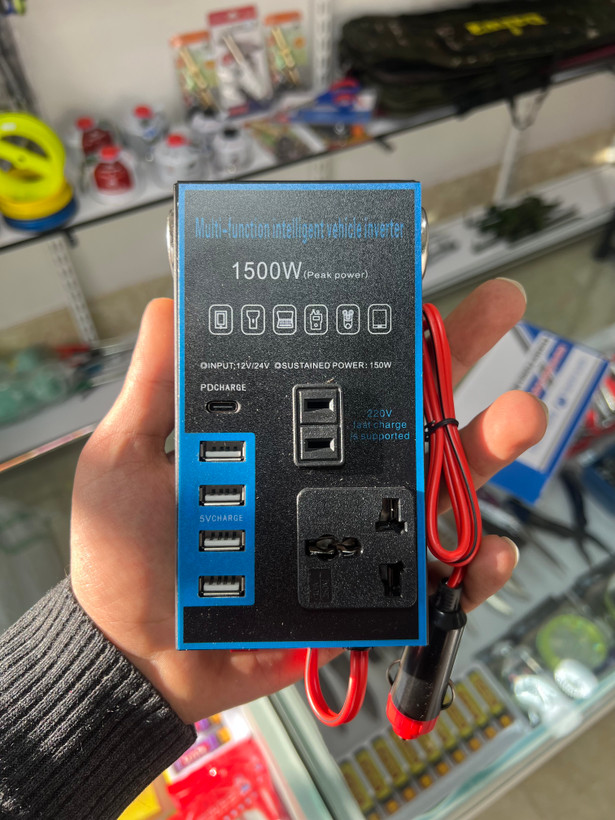 Multi-function intelligent vehicle inverter
1500W (Peak power)
INPUT;12V/24V SUSTAINED POWER: 150W
PDCHARGE
220V
fast charge
is supported
5VCHARGE